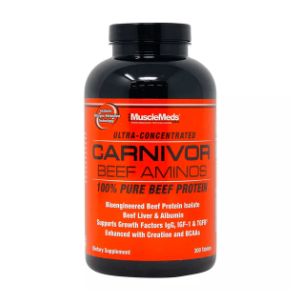 MuscleMeds
ULTRA-CONCENTRATED
CARNIVOR
BEEF AMINOS
100% PURE BEEF PROTEIN
Bioengineered Beef Protein Isolate
Beef Liver & Albumin
Supports Growth Factors IgG, IGF-1 & TGFB
Enhanced with Creatine and BCAAs
Dietary Supplement
300 Tablets